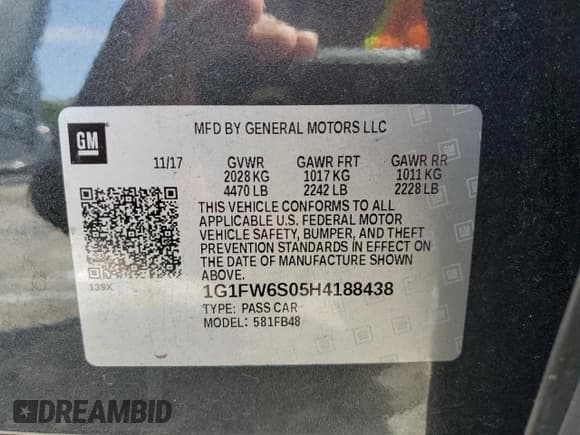 GM
MFD BY GENERAL MOTORS LLC
11/17 GVWR GAWR FRT GAWR RR
2028 KG 1017 KG 1011 KG
4470 LB 2242 LB 2228 LB
THIS VEHICLE CONFORMS TO ALL
APPLICABLE U.S. FEDERAL MOTOR
VEHICLE SAFETY, BUMPER, AND THEFT
PREVENTION STANDARDS IN EFFECT ON
THE DATE OF MANUFACTURE SHOWN
ABOVE.
139X
1G1FW6S05H4188438
TYPE: PASS CAR
MODEL: 581FB48
DREAMBID